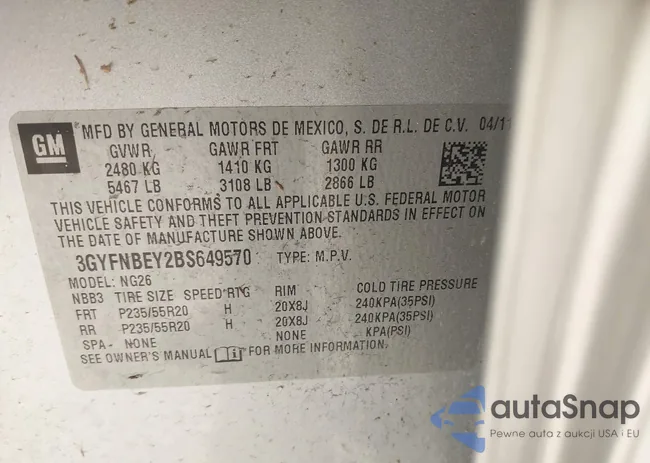 GM
MFD BY GENERAL MOTORS DE MEXICO, S. DE R.L. DE C.V. 04/11
GVWR GAWR FRT GAWR RR
2480 KG 1410 KG 1300 KG
5467 LB 3108 LB 2866 LB
THIS VEHICLE CONFORMS TO ALL APPLICABLE U.S. FEDERAL MOTOR
VEHICLE SAFETY AND THEFT PREVENTION STANDARDS IN EFFECT ON
THE DATE OF MANUFACTURE SHOWN ABOVE.
3GYFNBEY2BS649570 TYPE: M.P.V.
MODEL: NG26
NBB3 TIRE SIZE SPEED RTG RIM COLD TIRE PRESSURE
FRT P235/55R20 H 20X8J 240KPA(35PSI)
RR P235/55R20 H 20X8J 240KPA(35PSI)
SPA- NONE NONE KPA(PSI)
SEE OWNER'S MANUAL FOR MORE INFORMATION.
autaSnap
Pewne auta z aukcji USA i EU